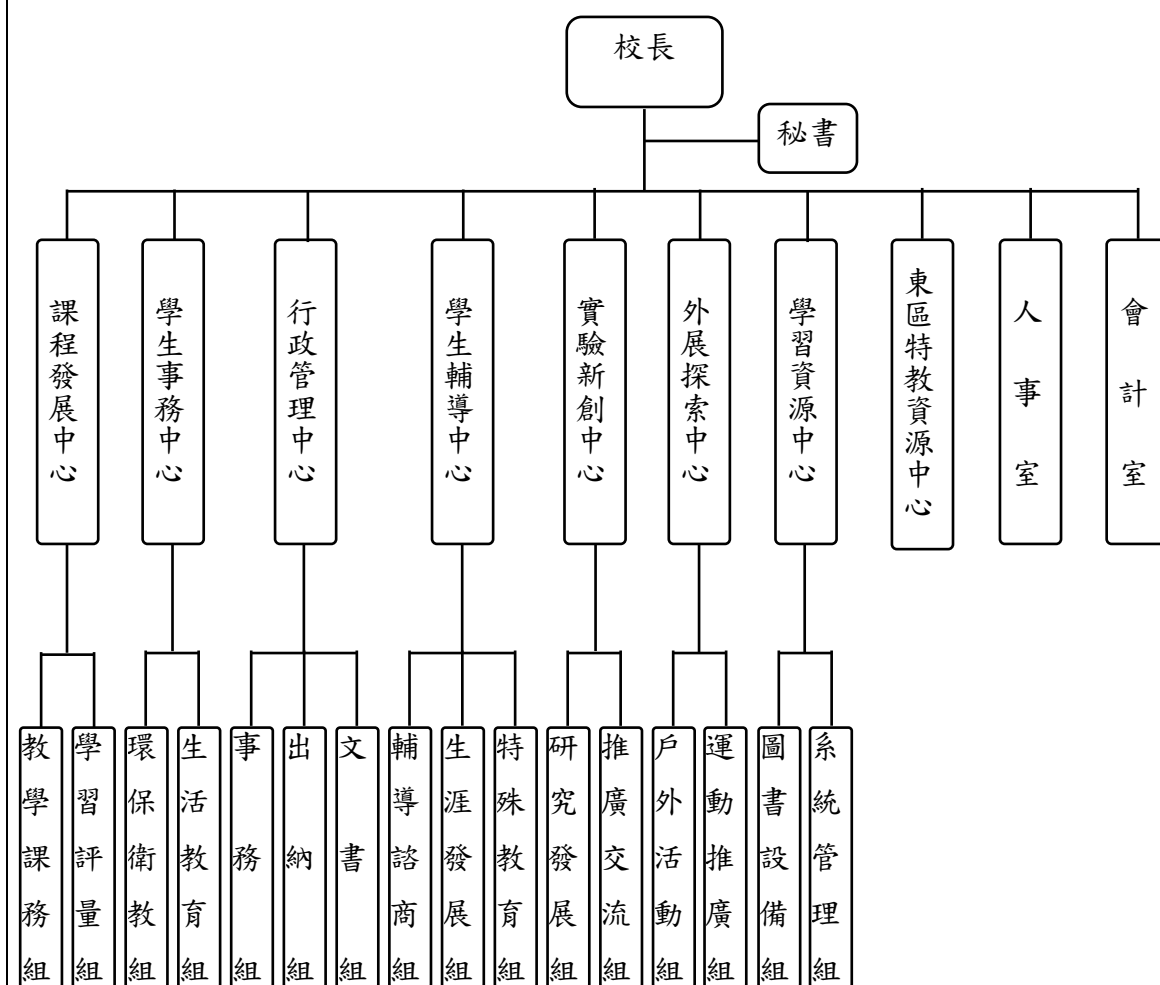 校長
秘書
課程發展中心
學生事務中心
行政管理中心
學生輔導中心
實驗新創中心
外展探索中心
學習資源中心
東區特教資源中心
人事室
會計室
教學課務組
學習評量組
環保衛教組
生活教育組
事務組
出納組
文書組
輔導諮商組
生涯發展組
特殊教育組
研究發展組
推廣交流組
戶外活動組
運動推廣組
圖書設備組
系統管理組